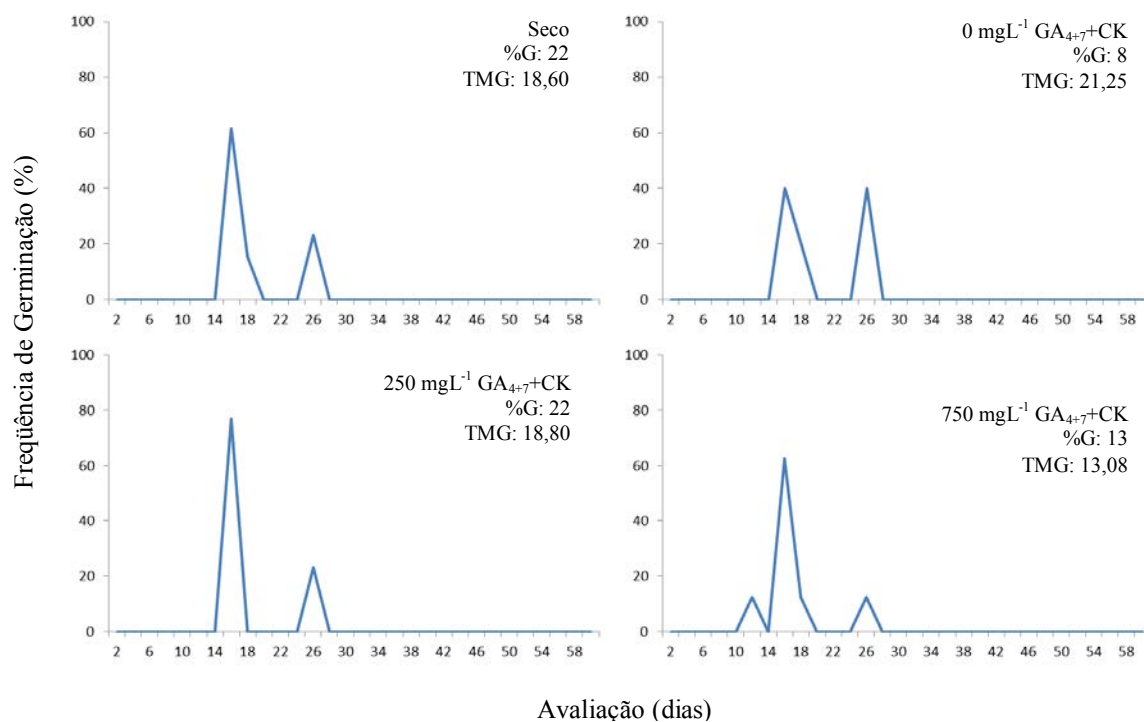 Freqüência de Germinação (%)
Seco
%G: 22
TMG: 18,60
100
80
60
40
20
0
2 6 10 14 18 22 26 30 34 38 42 46 50 54 58
0 mgL⁻¹ GA₄₊₇+CK
%G: 8
TMG: 21,25
100
80
60
40
20
0
2 6 10 14 18 22 26 30 34 38 42 46 50 54 58
250 mgL⁻¹ GA₄₊₇+CK
%G: 22
TMG: 18,80
100
80
60
40
20
0
2 6 10 14 18 22 26 30 34 38 42 46 50 54 58
750 mgL⁻¹ GA₄₊₇+CK
%G: 13
TMG: 13,08
100
80
60
40
20
0
2 6 10 14 18 22 26 30 34 38 42 46 50 54 58
Avaliação (dias)